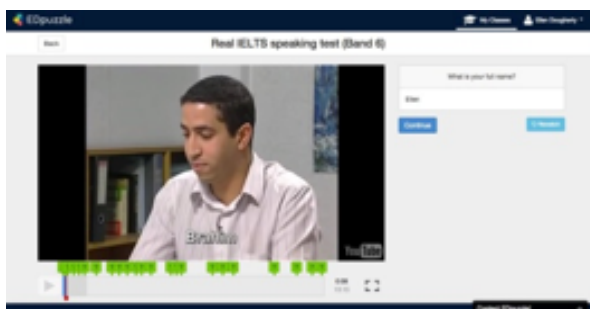 EDpuzzle
My Classes
Ellen Dougherty
Back
Real IELTS speaking test (Band 6)
What is your full name?
Continue
Brahim
YouTube